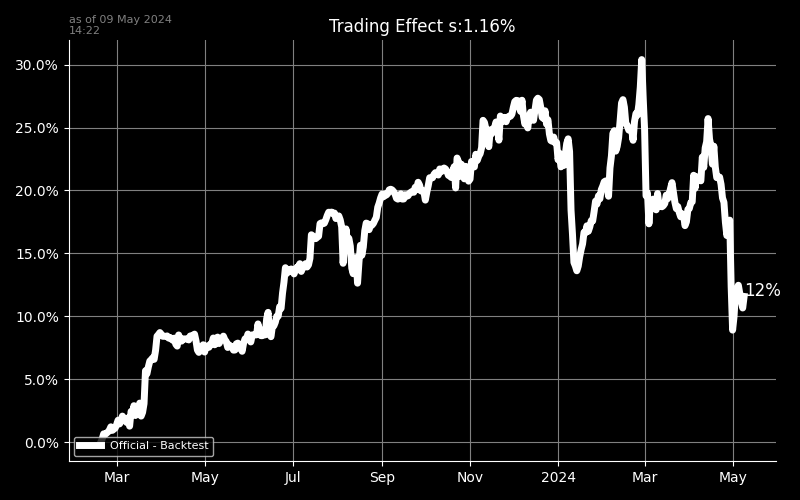 as of 09 May 2024
14:22
Trading Effect s:1.16%
30.0%
25.0%
20.0%
15.0%
10.0%
5.0%
0.0%
12%
Official - Backtest
Mar May Jul Sep Nov 2024 Mar May